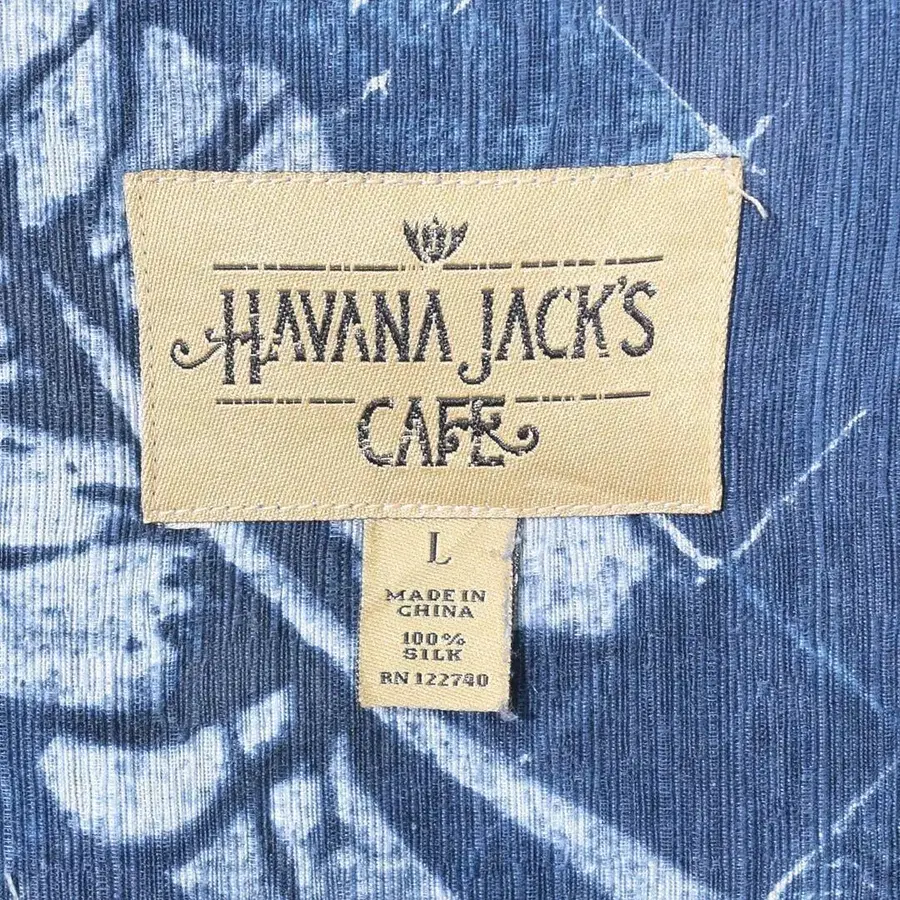 HAVANA JACK'S
CAFE
L
MADE IN
CHINA
100%
SILK
RN 122740